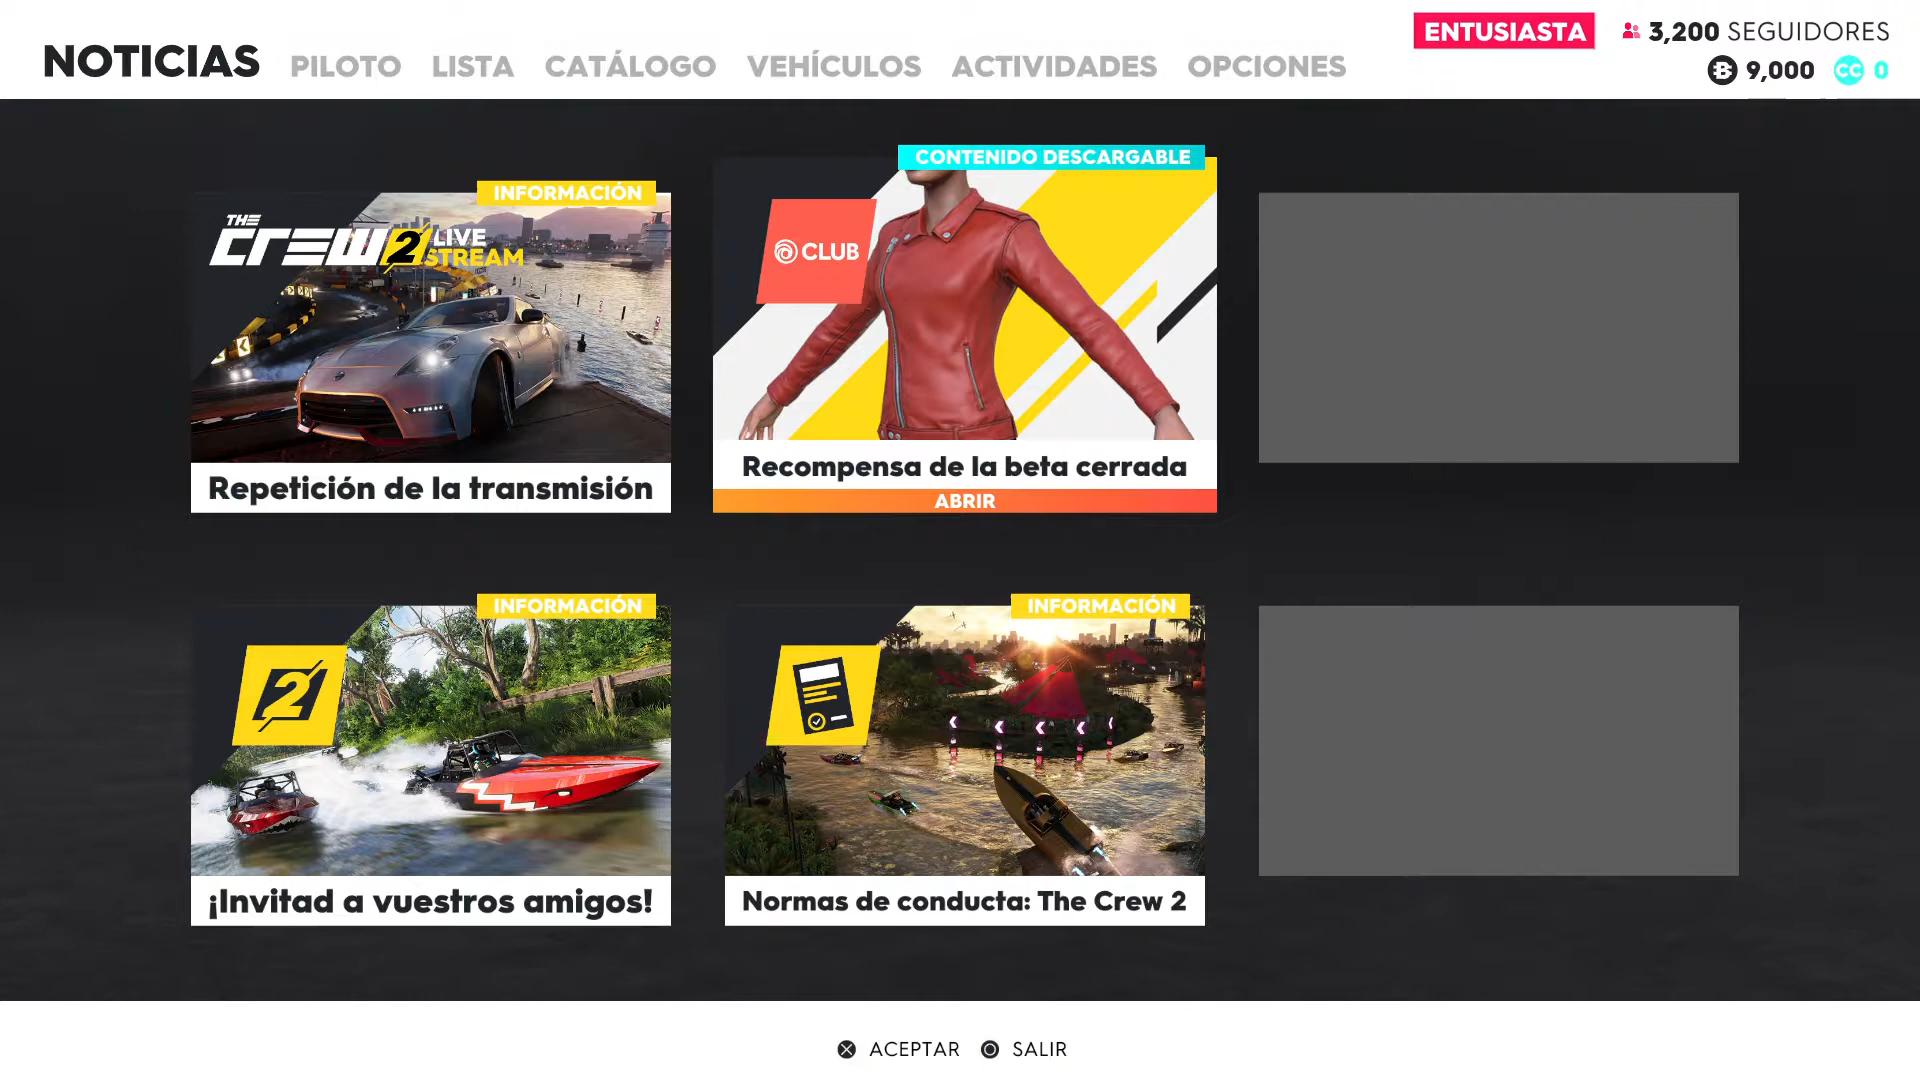 NOTICIAS PILOTO LISTA CATÁLOGO VEHÍCULOS ACTIVIDADES OPCIONES
ENTUSIASTA 3,200 SEGUIDORES
9,000 CC 0
INFORMACIÓN
THE CREW 2 LIVE STREAM
Repetición de la transmisión
CONTENIDO DESCARGABLE
CLUB
Recompensa de la beta cerrada
ABRIR
INFORMACIÓN
2
¡Invitad a vuestros amigos!
INFORMACIÓN
Normas de conducta: The Crew 2
ACEPTAR SALIR